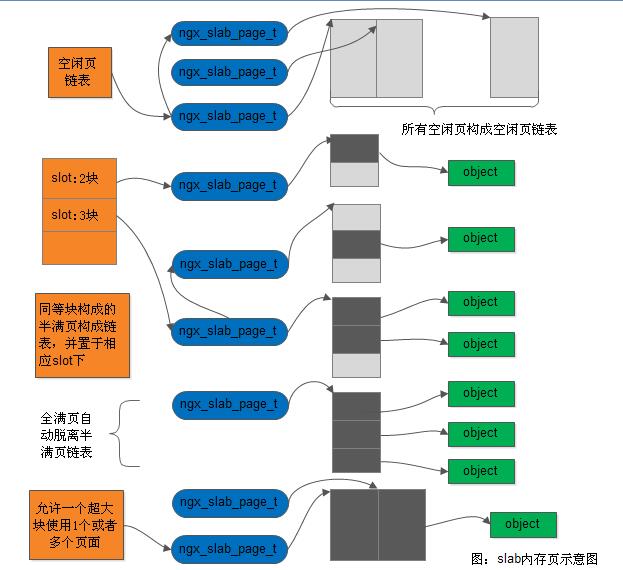 ngx_slab_page_t
空闲页
链表
ngx_slab_page_t
ngx_slab_page_t
所有空闲页构成空闲页链表
slot:2块
ngx_slab_page_t
object
slot:3块
object
ngx_slab_page_t
同等块构成的
半满页构成链
表，并置于相
应slot下
object
ngx_slab_page_t
object
object
ngx_slab_page_t
全满页自
动脱离半
满页链表
object
object
允许一个超大
块使用1个或者
多个页面
ngx_slab_page_t
object
ngx_slab_page_t
图：slab内存页示意图